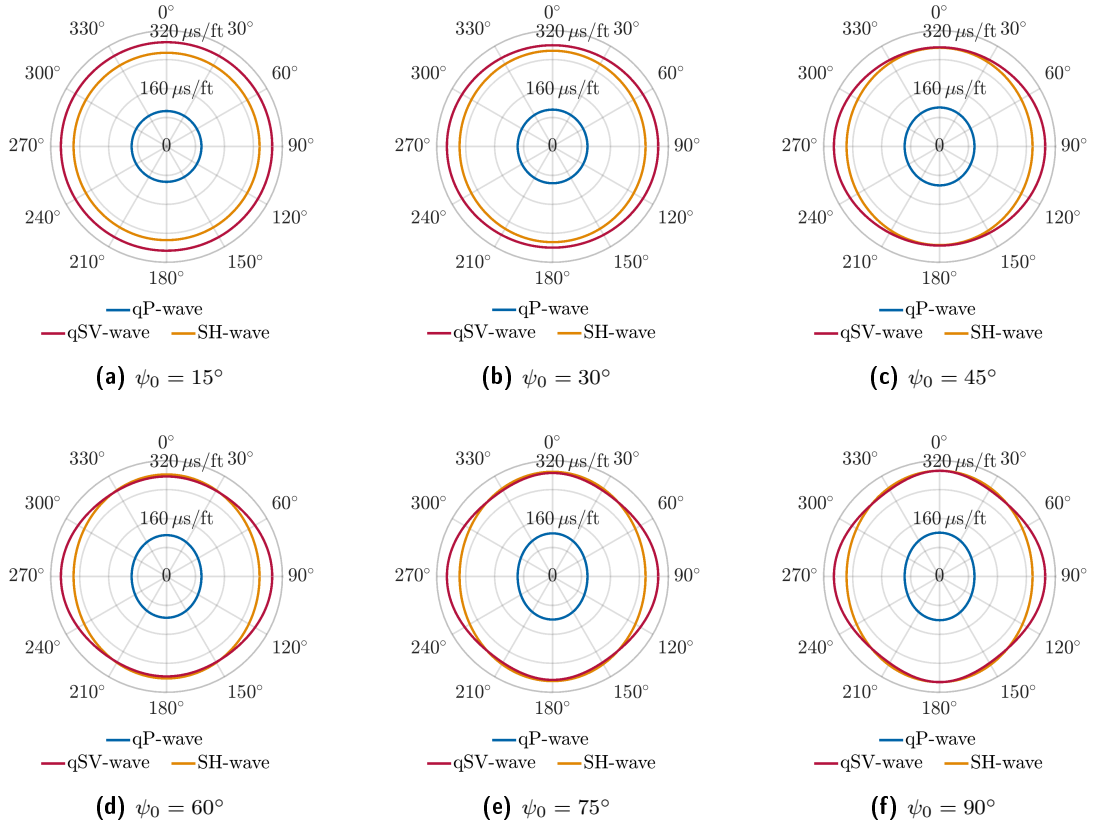 0°
330° 320 μs/ft 30°
300° 60°
160 μs/ft
270° 0 90°
240° 120°
210° 150°
180°
qP-wave
qSV-wave SH-wave
(a) ψ₀ = 15°
0°
330° 320 μs/ft 30°
300° 60°
160 μs/ft
270° 0 90°
240° 120°
210° 150°
180°
qP-wave
qSV-wave SH-wave
(b) ψ₀ = 30°
0°
330° 320 μs/ft 30°
300° 60°
160 μs/ft
270° 0 90°
240° 120°
210° 150°
180°
qP-wave
qSV-wave SH-wave
(c) ψ₀ = 45°
0°
330° 320 μs/ft 30°
300° 60°
160 μs/ft
270° 0 90°
240° 120°
210° 150°
180°
qP-wave
qSV-wave SH-wave
(d) ψ₀ = 60°
0°
330° 320 μs/ft 30°
300° 60°
160 μs/ft
270° 0 90°
240° 120°
210° 150°
180°
qP-wave
qSV-wave SH-wave
(e) ψ₀ = 75°
0°
330° 320 μs/ft 30°
300° 60°
160 μs/ft
270° 0 90°
240° 120°
210° 150°
180°
qP-wave
qSV-wave SH-wave
(f) ψ₀ = 90°